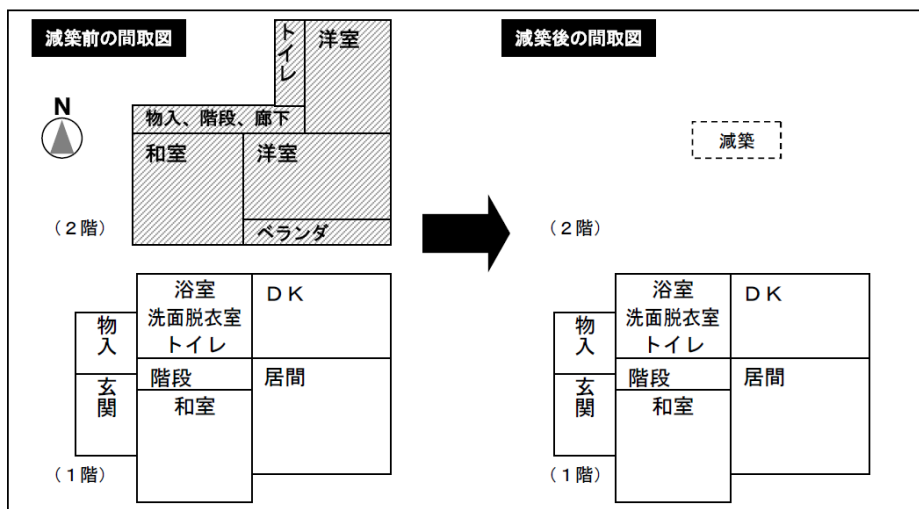 減築前の間取図
N
トイレ
洋室
物入、階段、廊下
和室
洋室
ベランダ
（２階）
浴室
洗面脱衣室
トイレ
ＤＫ
物入
玄関
階段
居間
和室
（１階）
減築後の間取図
減築
（２階）
浴室
洗面脱衣室
トイレ
ＤＫ
物入
玄関
階段
居間
和室
（１階）